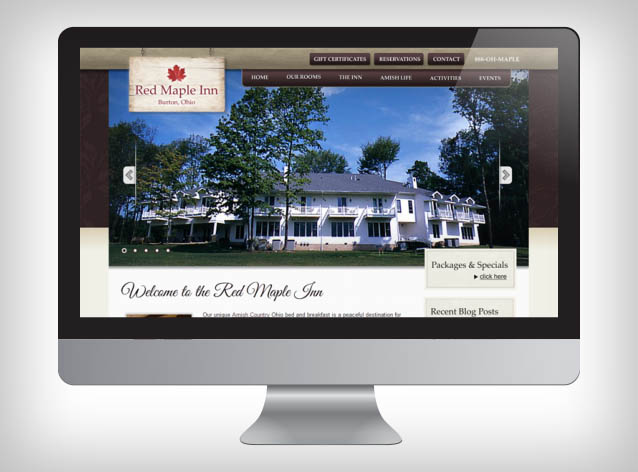 GIFT CERTIFICATES RESERVATIONS CONTACT 888-OH-MAPLE
Red Maple Inn
Burton, Ohio
HOME OUR ROOMS THE INN AMISH LIFE ACTIVITIES EVENTS
Packages & Specials
click here
Welcome to the Red Maple Inn
Our unique Amish Country Ohio bed and breakfast is a peaceful destination for
Recent Blog Posts